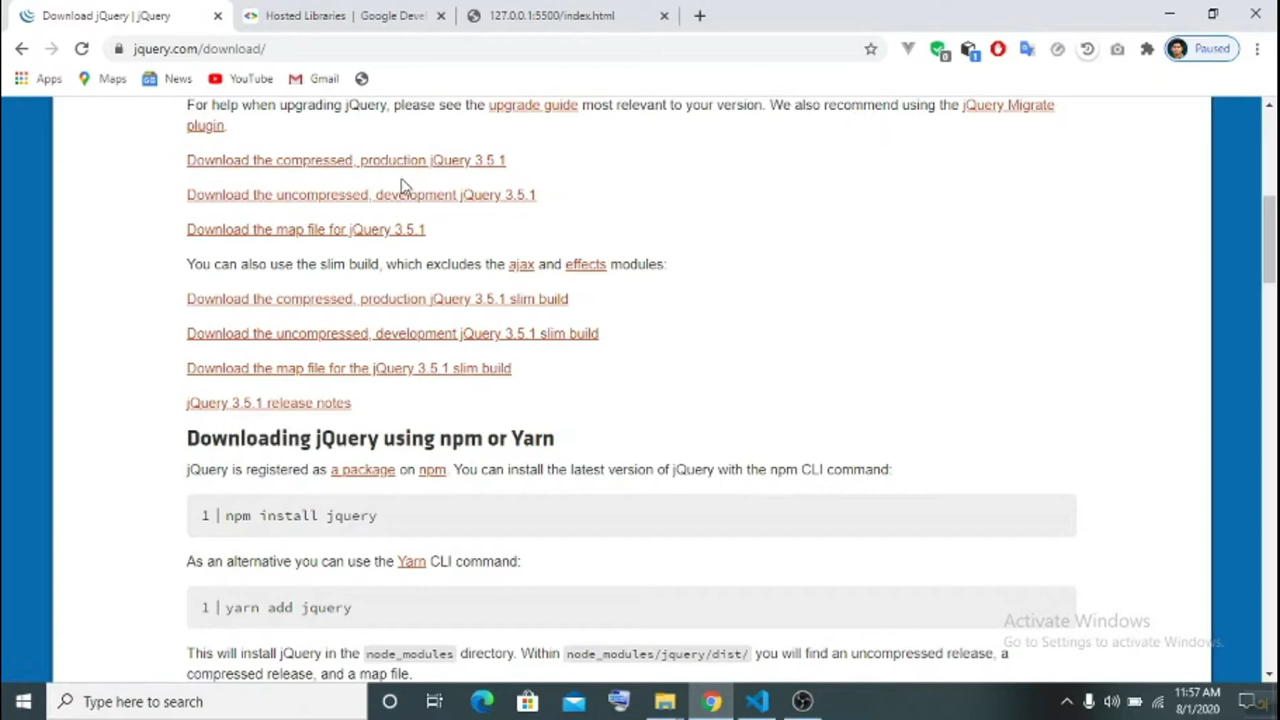 Download jQuery | jQuery
Hosted Libraries | Google Devel
127.0.0.1:5500/index.html
jquery.com/download/
Paused
Apps
Maps
News
YouTube
Gmail
For help when upgrading jQuery, please see the upgrade guide most relevant to your version. We also recommend using the jQuery Migrate
plugin.
Download the compressed, production jQuery 3.5.1
Download the uncompressed, development jQuery 3.5.1
Download the map file for jQuery 3.5.1
You can also use the slim build, which excludes the ajax and effects modules:
Download the compressed, production jQuery 3.5.1 slim build
Download the uncompressed, development jQuery 3.5.1 slim build
Download the map file for the jQuery 3.5.1 slim build
jQuery 3.5.1 release notes
Downloading jQuery using npm or Yarn
jQuery is registered as a package on npm. You can install the latest version of jQuery with the npm CLI command:
1 npm install jquery
As an alternative you can use the Yarn CLI command:
1 yarn add jquery
This will install jQuery in the node_modules directory. Within node_modules/jquery/dist/ you will find an uncompressed release, a
compressed release, and a map file.
Activate Windows
Go to Settings to activate Windows.
Type here to search
11:57 AM
8/1/2020